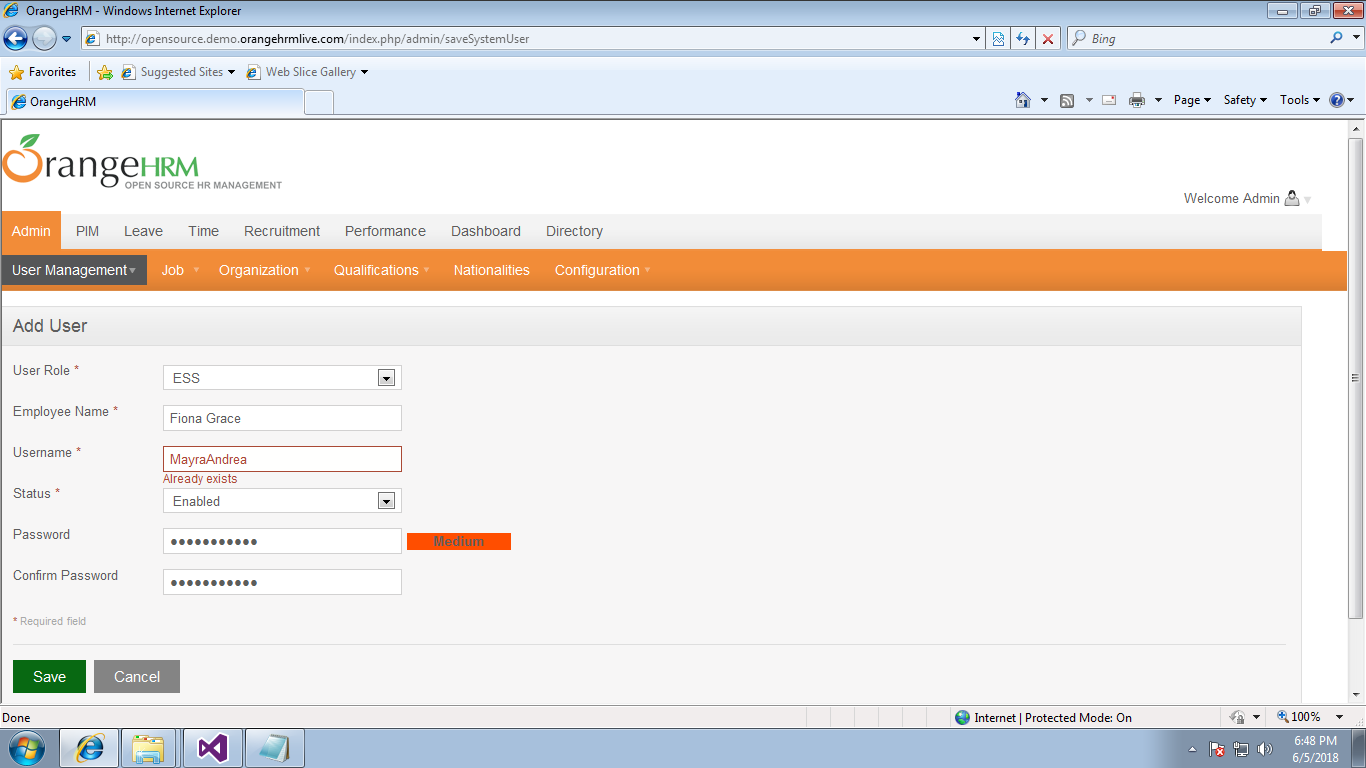 OrangeHRM - Windows Internet Explorer
http://opensource.demo.orangehrmlive.com/index.php/admin/saveSystemUser
Bing
Favorites Suggested Sites Web Slice Gallery
OrangeHRM
Page Safety Tools
OrangeHRM
OPEN SOURCE HR MANAGEMENT
Welcome Admin
Admin PIM Leave Time Recruitment Performance Dashboard Directory
User Management Job Organization Qualifications Nationalities Configuration
Add User
User Role * ESS
Employee Name * Fiona Grace
Username * MayraAndrea
Already exists
Status * Enabled
Password ●●●●●●●●●●● Medium
Confirm Password ●●●●●●●●●●●
* Required field
Save Cancel
Done Internet | Protected Mode: On 100%
6:48 PM
6/5/2018